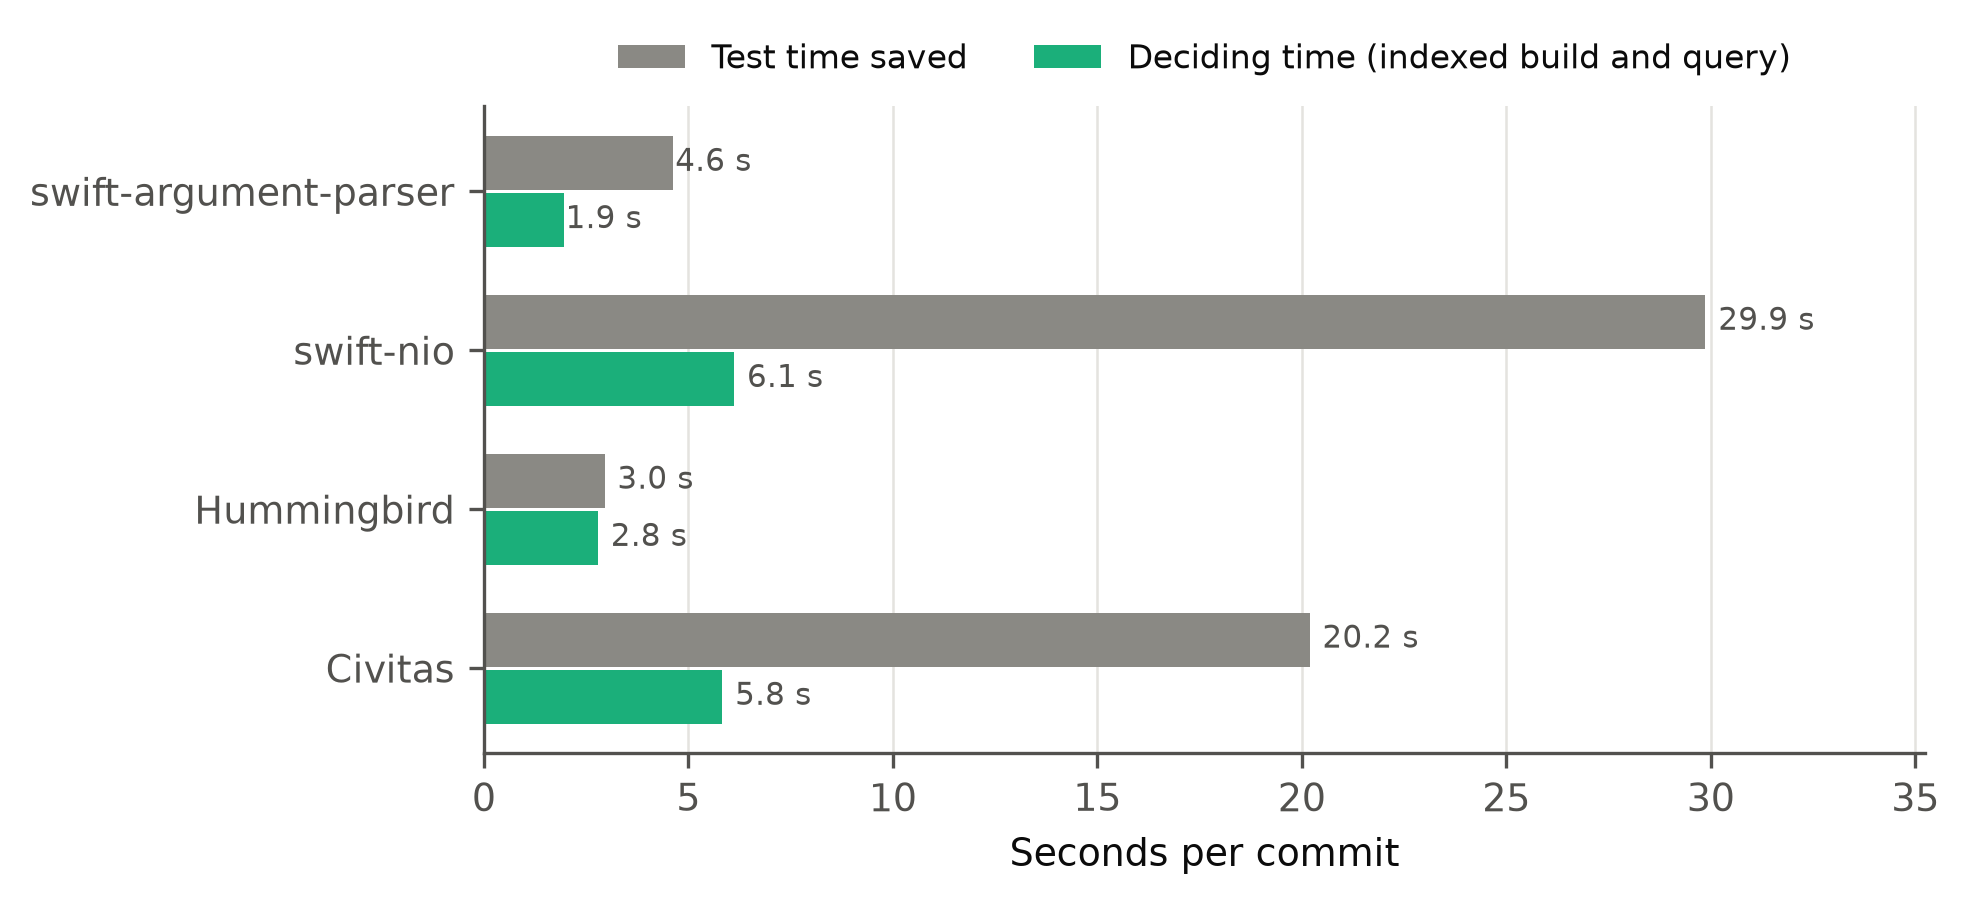 Test time saved
Deciding time (indexed build and query)
swift-argument-parser
4.6 s
1.9 s
swift-nio
29.9 s
6.1 s
Hummingbird
3.0 s
2.8 s
Civitas
20.2 s
5.8 s
0 5 10 15 20 25 30 35
Seconds per commit